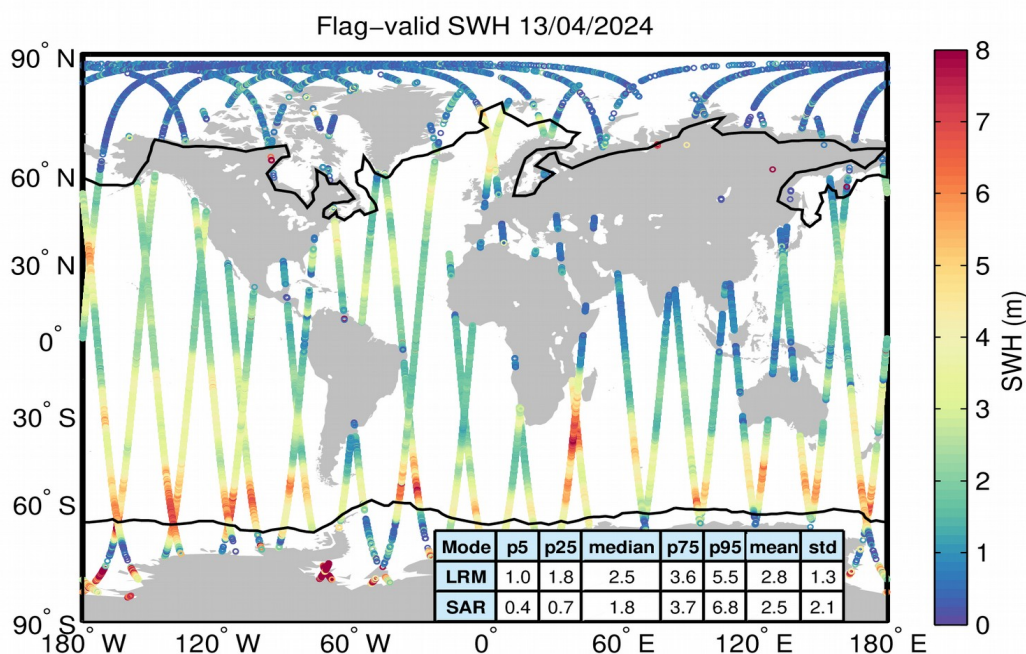 Flag−valid SWH 13/04/2024
90° N
60° N
30° N
0°
30° S
60° S
90° S
180° W
120° W
60° W
0°
60° E
120° E
180° E
Mode p5 p25 median p75 p95 mean std
LRM 1.0 1.8 2.5 3.6 5.5 2.8 1.3
SAR 0.4 0.7 1.8 3.7 6.8 2.5 2.1
8
7
6
5
4
3
2
1
0
SWH (m)